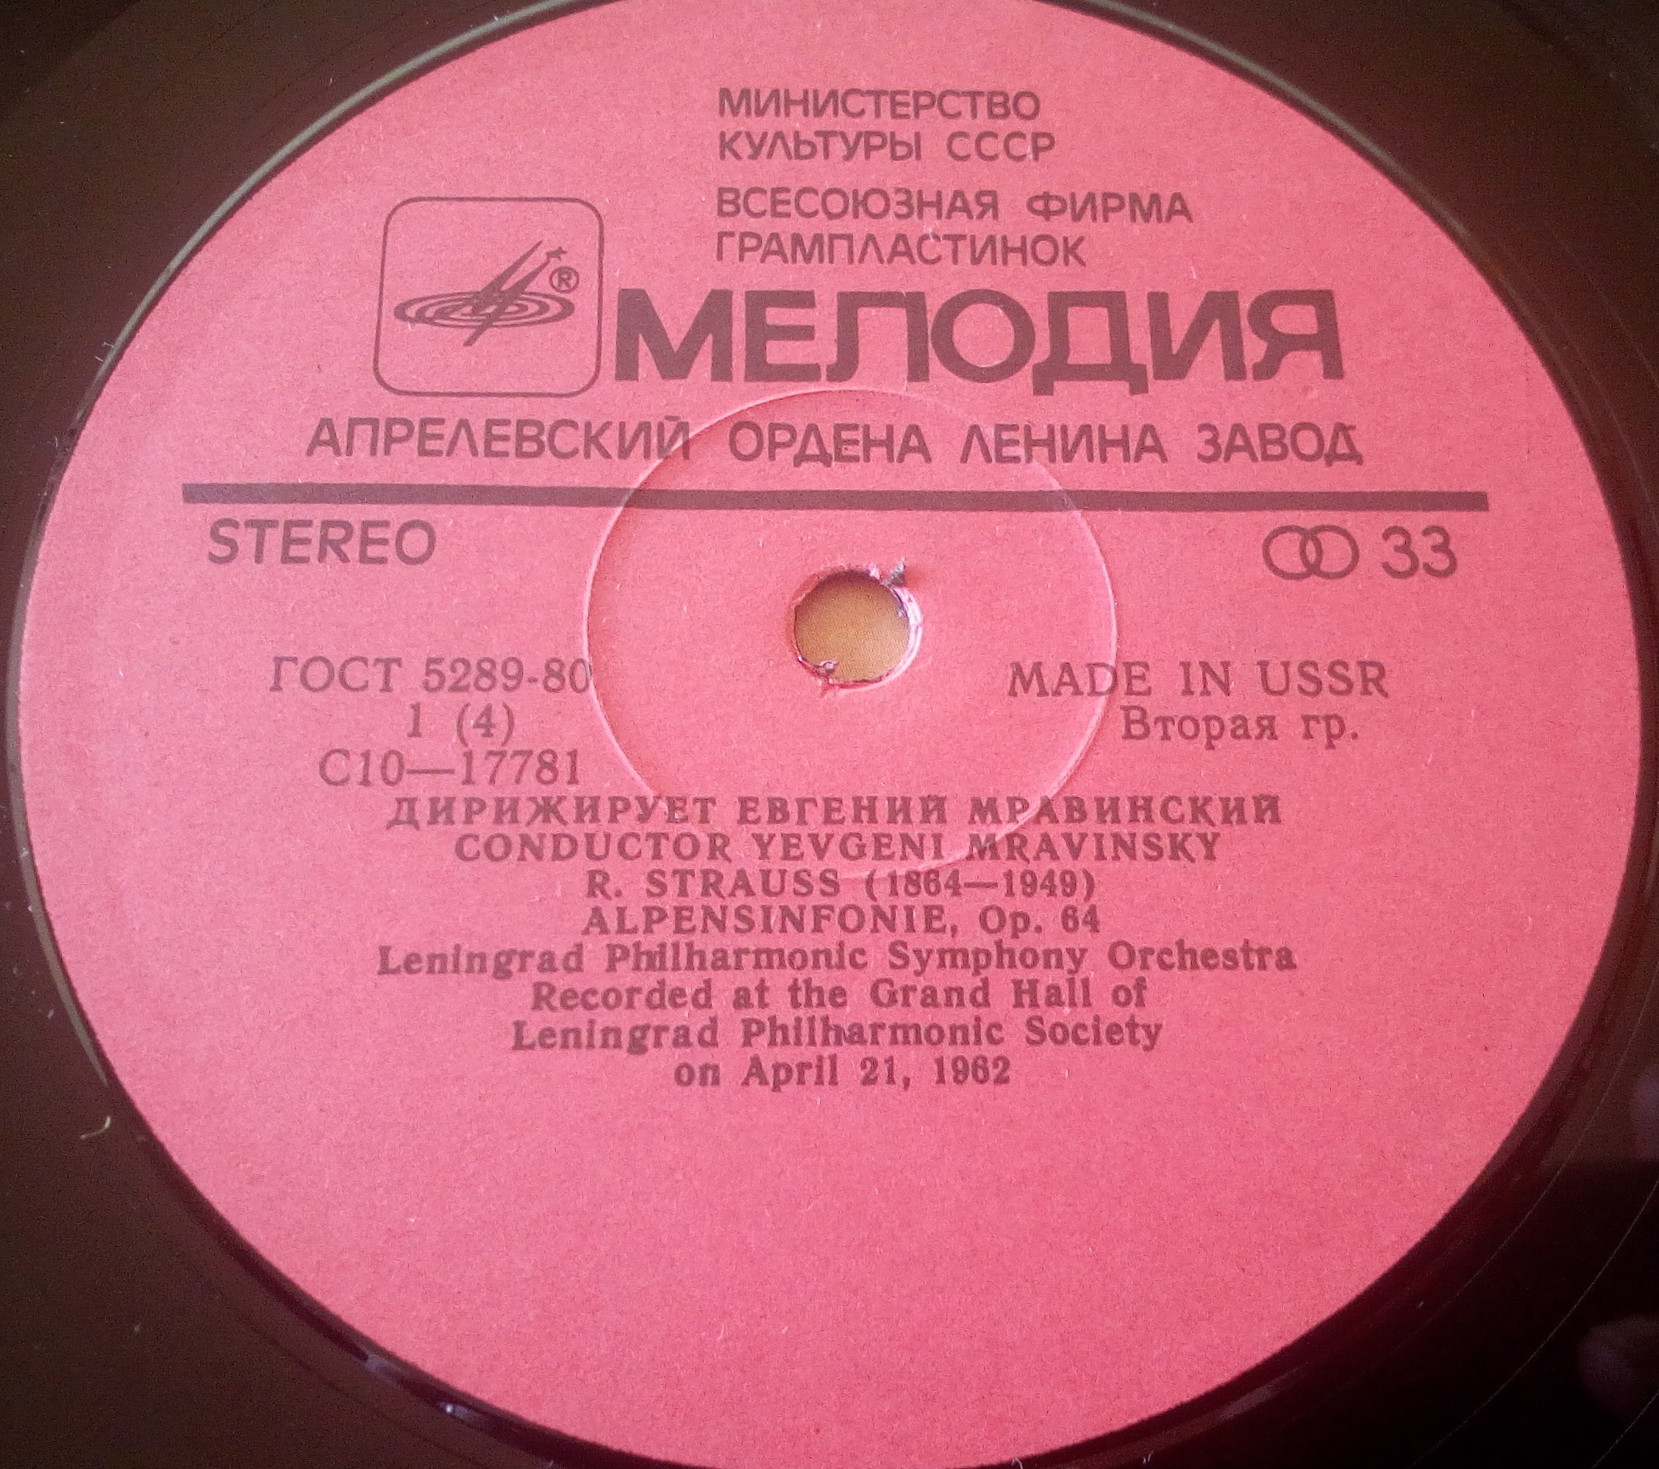 МИНИСТЕРСТВО
КУЛЬТУРЫ СССР
ВСЕСОЮЗНАЯ ФИРМА
ГРАМПЛАСТИНОК
®
МЕЛОДИЯ
АПРЕЛЕВСКИЙ ОРДЕНА ЛЕНИНА ЗАВОД
STEREO
33
ГОСТ 5289-80
MADE IN USSR
1 (4)
Вторая гр.
С10—17781
ДИРИЖИРУЕТ ЕВГЕНИЙ МРАВИНСКИЙ
CONDUCTOR YEVGENI MRAVINSKY
R. STRAUSS (1864—1949)
ALPENSINFONIE, Op. 64
Leningrad Philharmonic Symphony Orchestra
Recorded at the Grand Hall of
Leningrad Philharmonic Society
on April 21, 1962